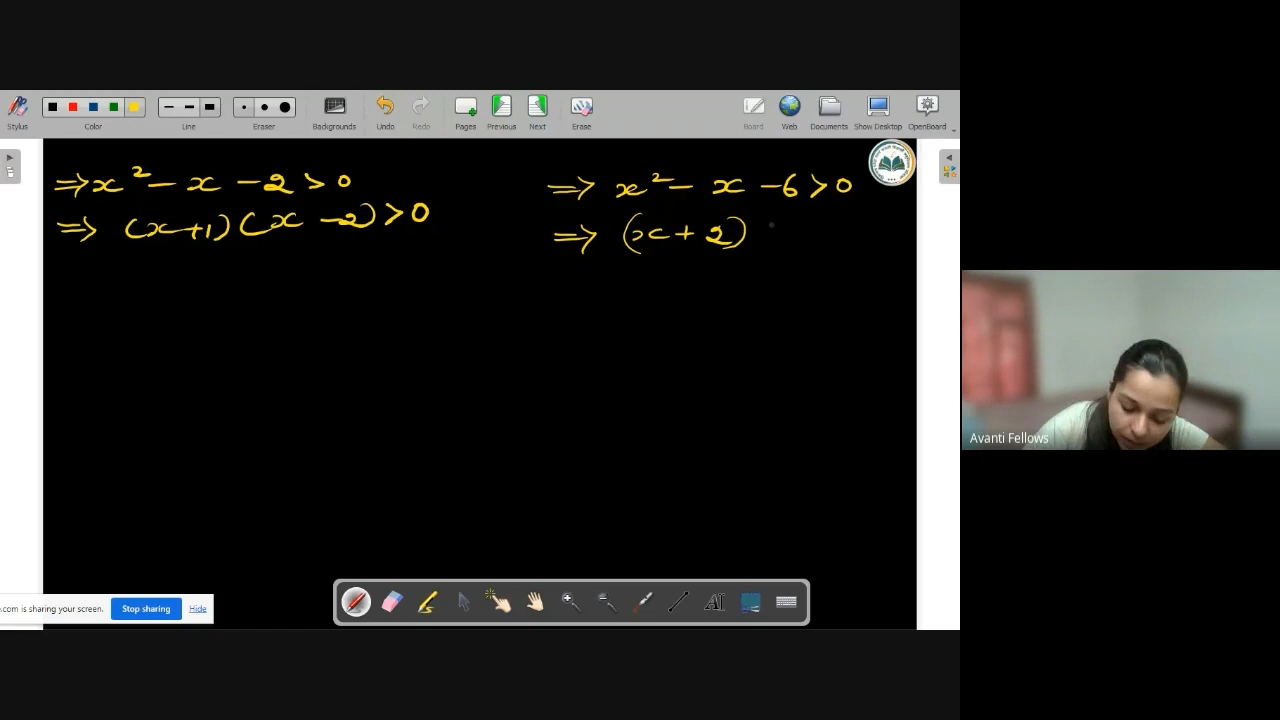 Stylus
Color
Line
Eraser
Backgrounds
Undo
Redo
Pages
Previous
Next
Erase
Board
Web
Documents
Show Desktop
OpenBoard
⇒ x² - x - 2 > 0
⇒ (x+1) (x - 2) > 0
⇒ x² - x - 6 > 0
⇒ (x + 2)
Avanti Fellows
.com is sharing your screen.
Stop sharing
Hide
AI